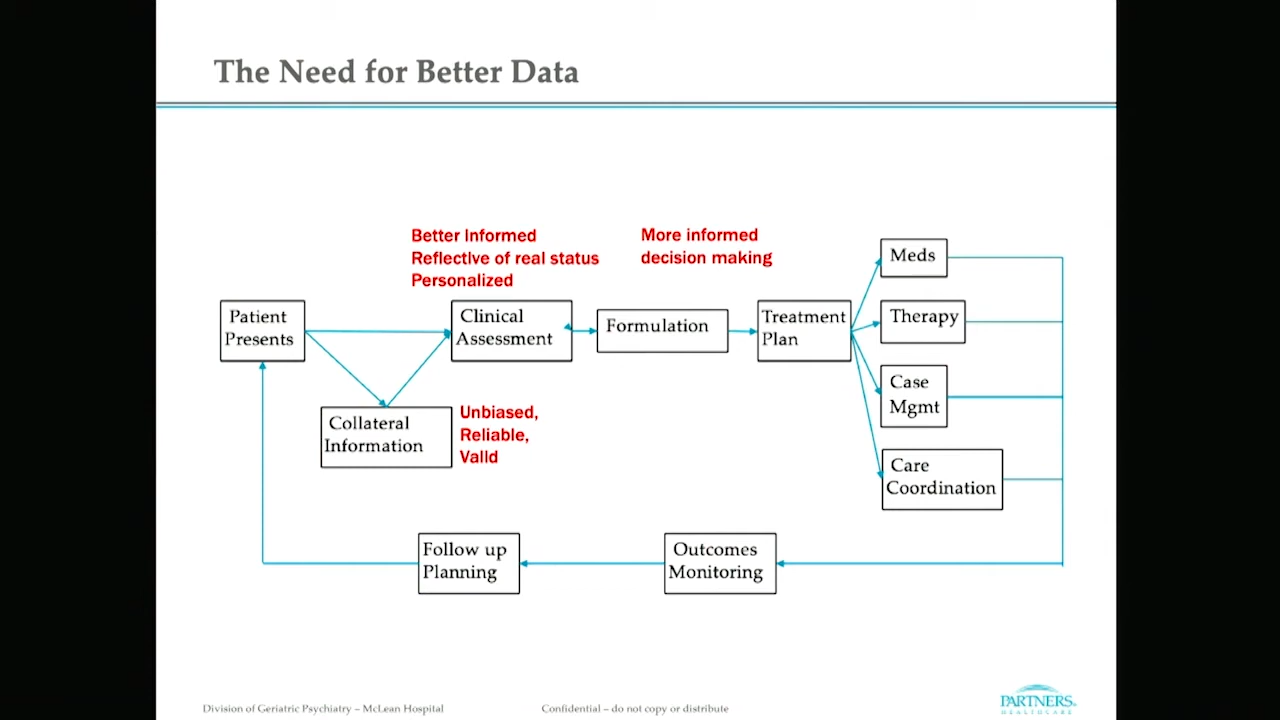 The Need for Better Data
Better Informed
Reflective of real status
Personalized
More informed
decision making
Meds
Patient
Presents
Clinical
Assessment
Formulation
Treatment
Plan
Therapy
Case
Mgmt
Collateral
Information
Unbiased,
Reliable,
Valid
Care
Coordination
Follow up
Planning
Outcomes
Monitoring
Division of Geriatric Psychiatry – McLean Hospital
Confidential – do not copy or distribute
PARTNERS
HEALTHCARE